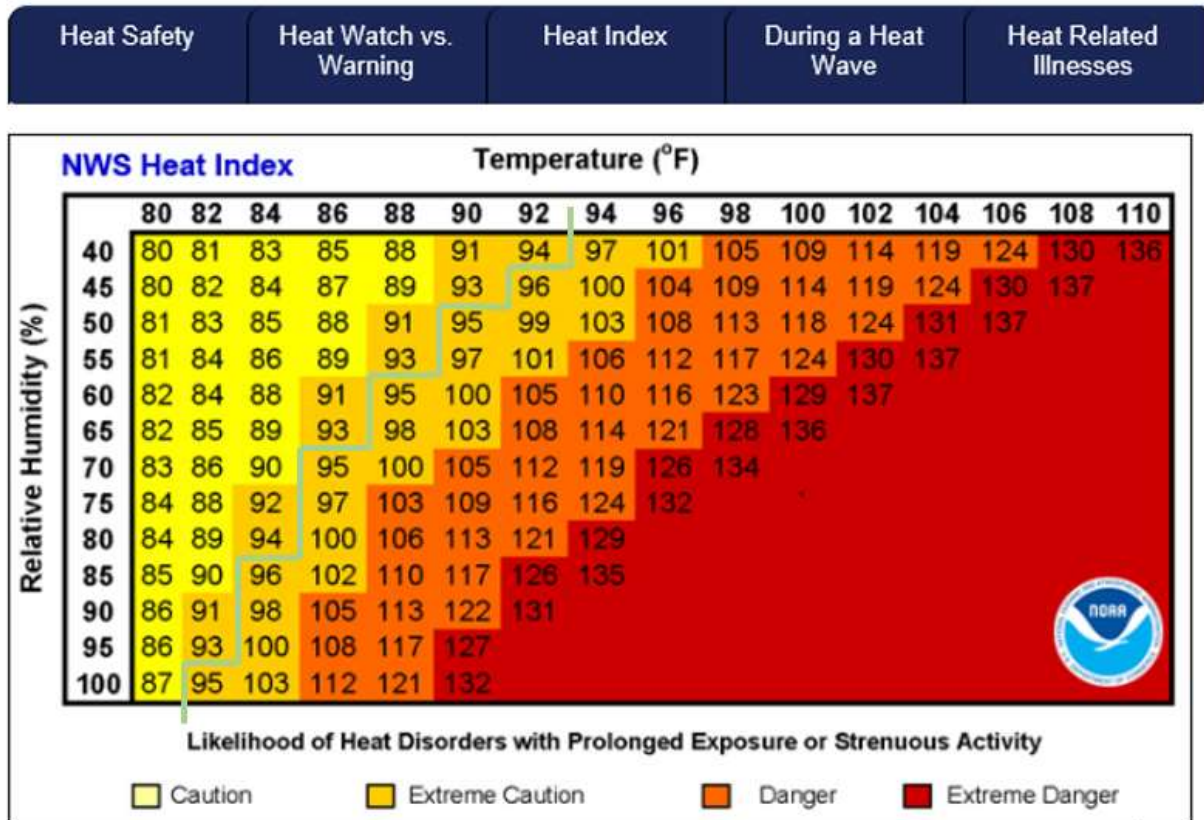 Heat Safety
Heat Watch vs.
Warning
Heat Index
During a Heat
Wave
Heat Related
Illnesses
NWS Heat Index
Temperature (°F)
80 82 84 86 88 90 92 94 96 98 100 102 104 106 108 110
Relative Humidity (%)
40 80 81 83 85 88 91 94 97 101 105 109 114 119 124 130 136
45 80 82 84 87 89 93 96 100 104 109 114 119 124 130 137
50 81 83 85 88 91 95 99 103 108 113 118 124 131 137
55 81 84 86 89 93 97 101 106 112 117 124 130 137
60 82 84 88 91 95 100 105 110 116 123 129 137
65 82 85 89 93 98 103 108 114 121 128 136
70 83 86 90 95 100 105 112 119 126 134
75 84 88 92 97 103 109 116 124 132
80 84 89 94 100 106 113 121 129
85 85 90 96 102 110 117 126 135
90 86 91 98 105 113 122 131
95 86 93 100 108 117 127
100 87 95 103 112 121 132
NOAA
Likelihood of Heat Disorders with Prolonged Exposure or Strenuous Activity
Caution
Extreme Caution
Danger
Extreme Danger